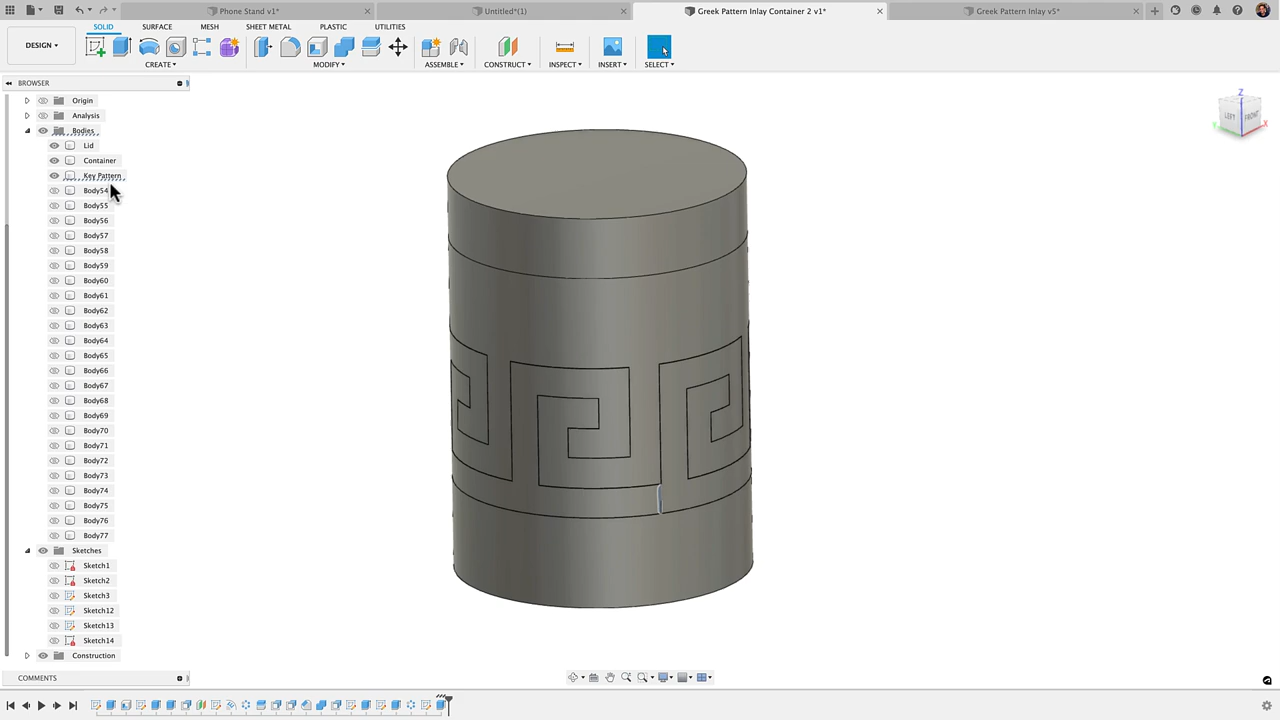 Phone Stand v1*
Untitled*(1)
Greek Pattern Inlay Container 2 v1*
Greek Pattern Inlay v5*
SOLID
SURFACE
MESH
SHEET METAL
PLASTIC
UTILITIES
DESIGN
CREATE
MODIFY
ASSEMBLE
CONSTRUCT
INSPECT
INSERT
SELECT
BROWSER
Origin
Analysis
Bodies
Lid
Container
Key Pattern
Body54
Body55
Body56
Body57
Body58
Body59
Body60
Body61
Body62
Body63
Body64
Body65
Body66
Body67
Body68
Body69
Body70
Body71
Body72
Body73
Body74
Body75
Body76
Body77
Sketches
Sketch1
Sketch2
Sketch3
Sketch12
Sketch13
Sketch14
Construction
COMMENTS
Z
LEFT
FRONT
Y
X